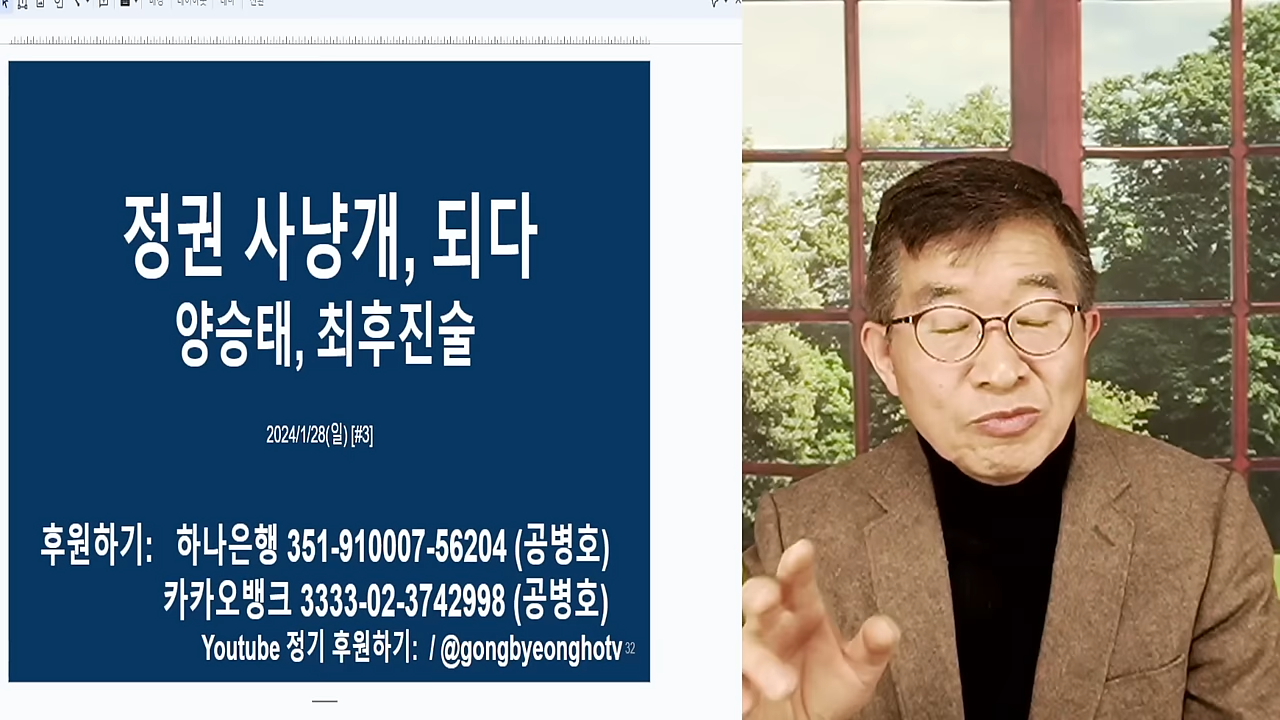 정권 사냥개, 되다
양승태, 최후진술
2024/1/28(일) [#3]
후원하기: 하나은행 351-910007-56204 (공병호)
카카오뱅크 3333-02-3742998 (공병호)
Youtube 정기 후원하기: / @gongbyeonghotv
32